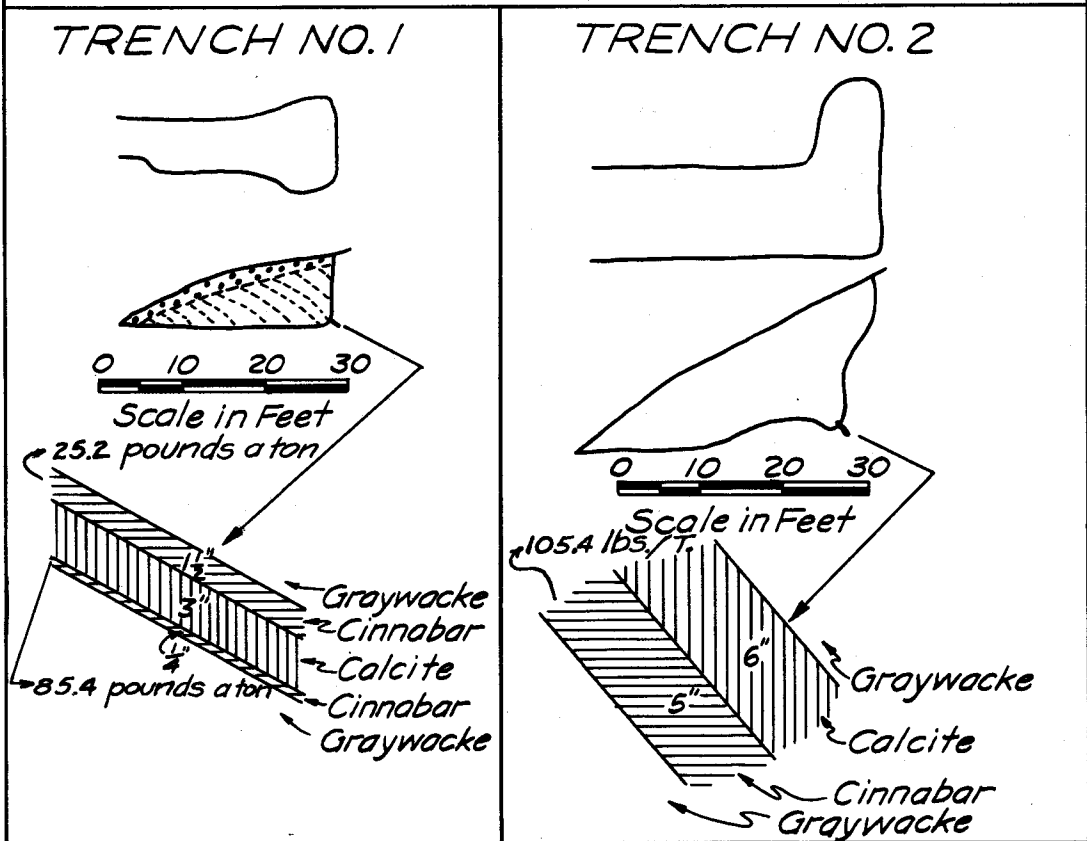 TRENCH NO. 1
0 10 20 30
Scale in Feet
25.2 pounds a ton
1 1/2"
3"
1/4"
85.4 pounds a ton
Graywacke
Cinnabar
Calcite
Cinnabar
Graywacke
TRENCH NO. 2
0 10 20 30
Scale in Feet
105.4 lbs./T.
6"
5"
Graywacke
Calcite
Cinnabar
Graywacke